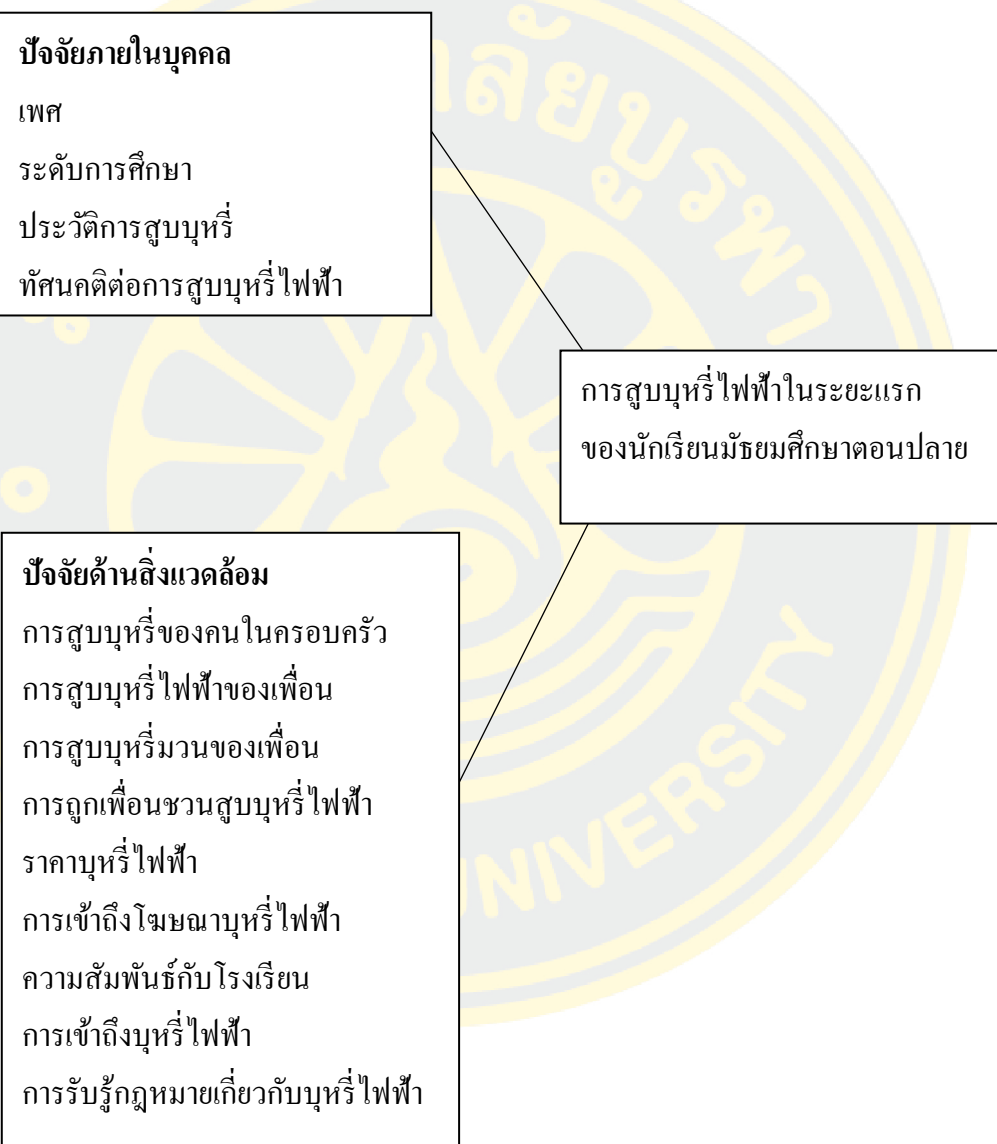 ปัจจัยภายในบุคคล
เพศ
ระดับการศึกษา
ประวัติการสูบบุหรี่
ทัศนคติต่อการสูบบุหรี่ไฟฟ้า
การสูบบุหรี่ไฟฟ้าในระยะแรก
ของนักเรียนมัธยมศึกษาตอนปลาย
ปัจจัยด้านสิ่งแวดล้อม
การสูบบุหรี่ของคนในครอบครัว
การสูบบุหรี่ไฟฟ้าของเพื่อน
การสูบบุหรี่มวนของเพื่อน
การถูกเพื่อนชวนสูบบุหรี่ไฟฟ้า
ราคาบุหรี่ไฟฟ้า
การเข้าถึงโฆษณาบุหรี่ไฟฟ้า
ความสัมพันธ์กับโรงเรียน
การเข้าถึงบุหรี่ไฟฟ้า
การรับรู้กฎหมายเกี่ยวกับบุหรี่ไฟฟ้า
ลัยบูรพา
UNIVERSITY